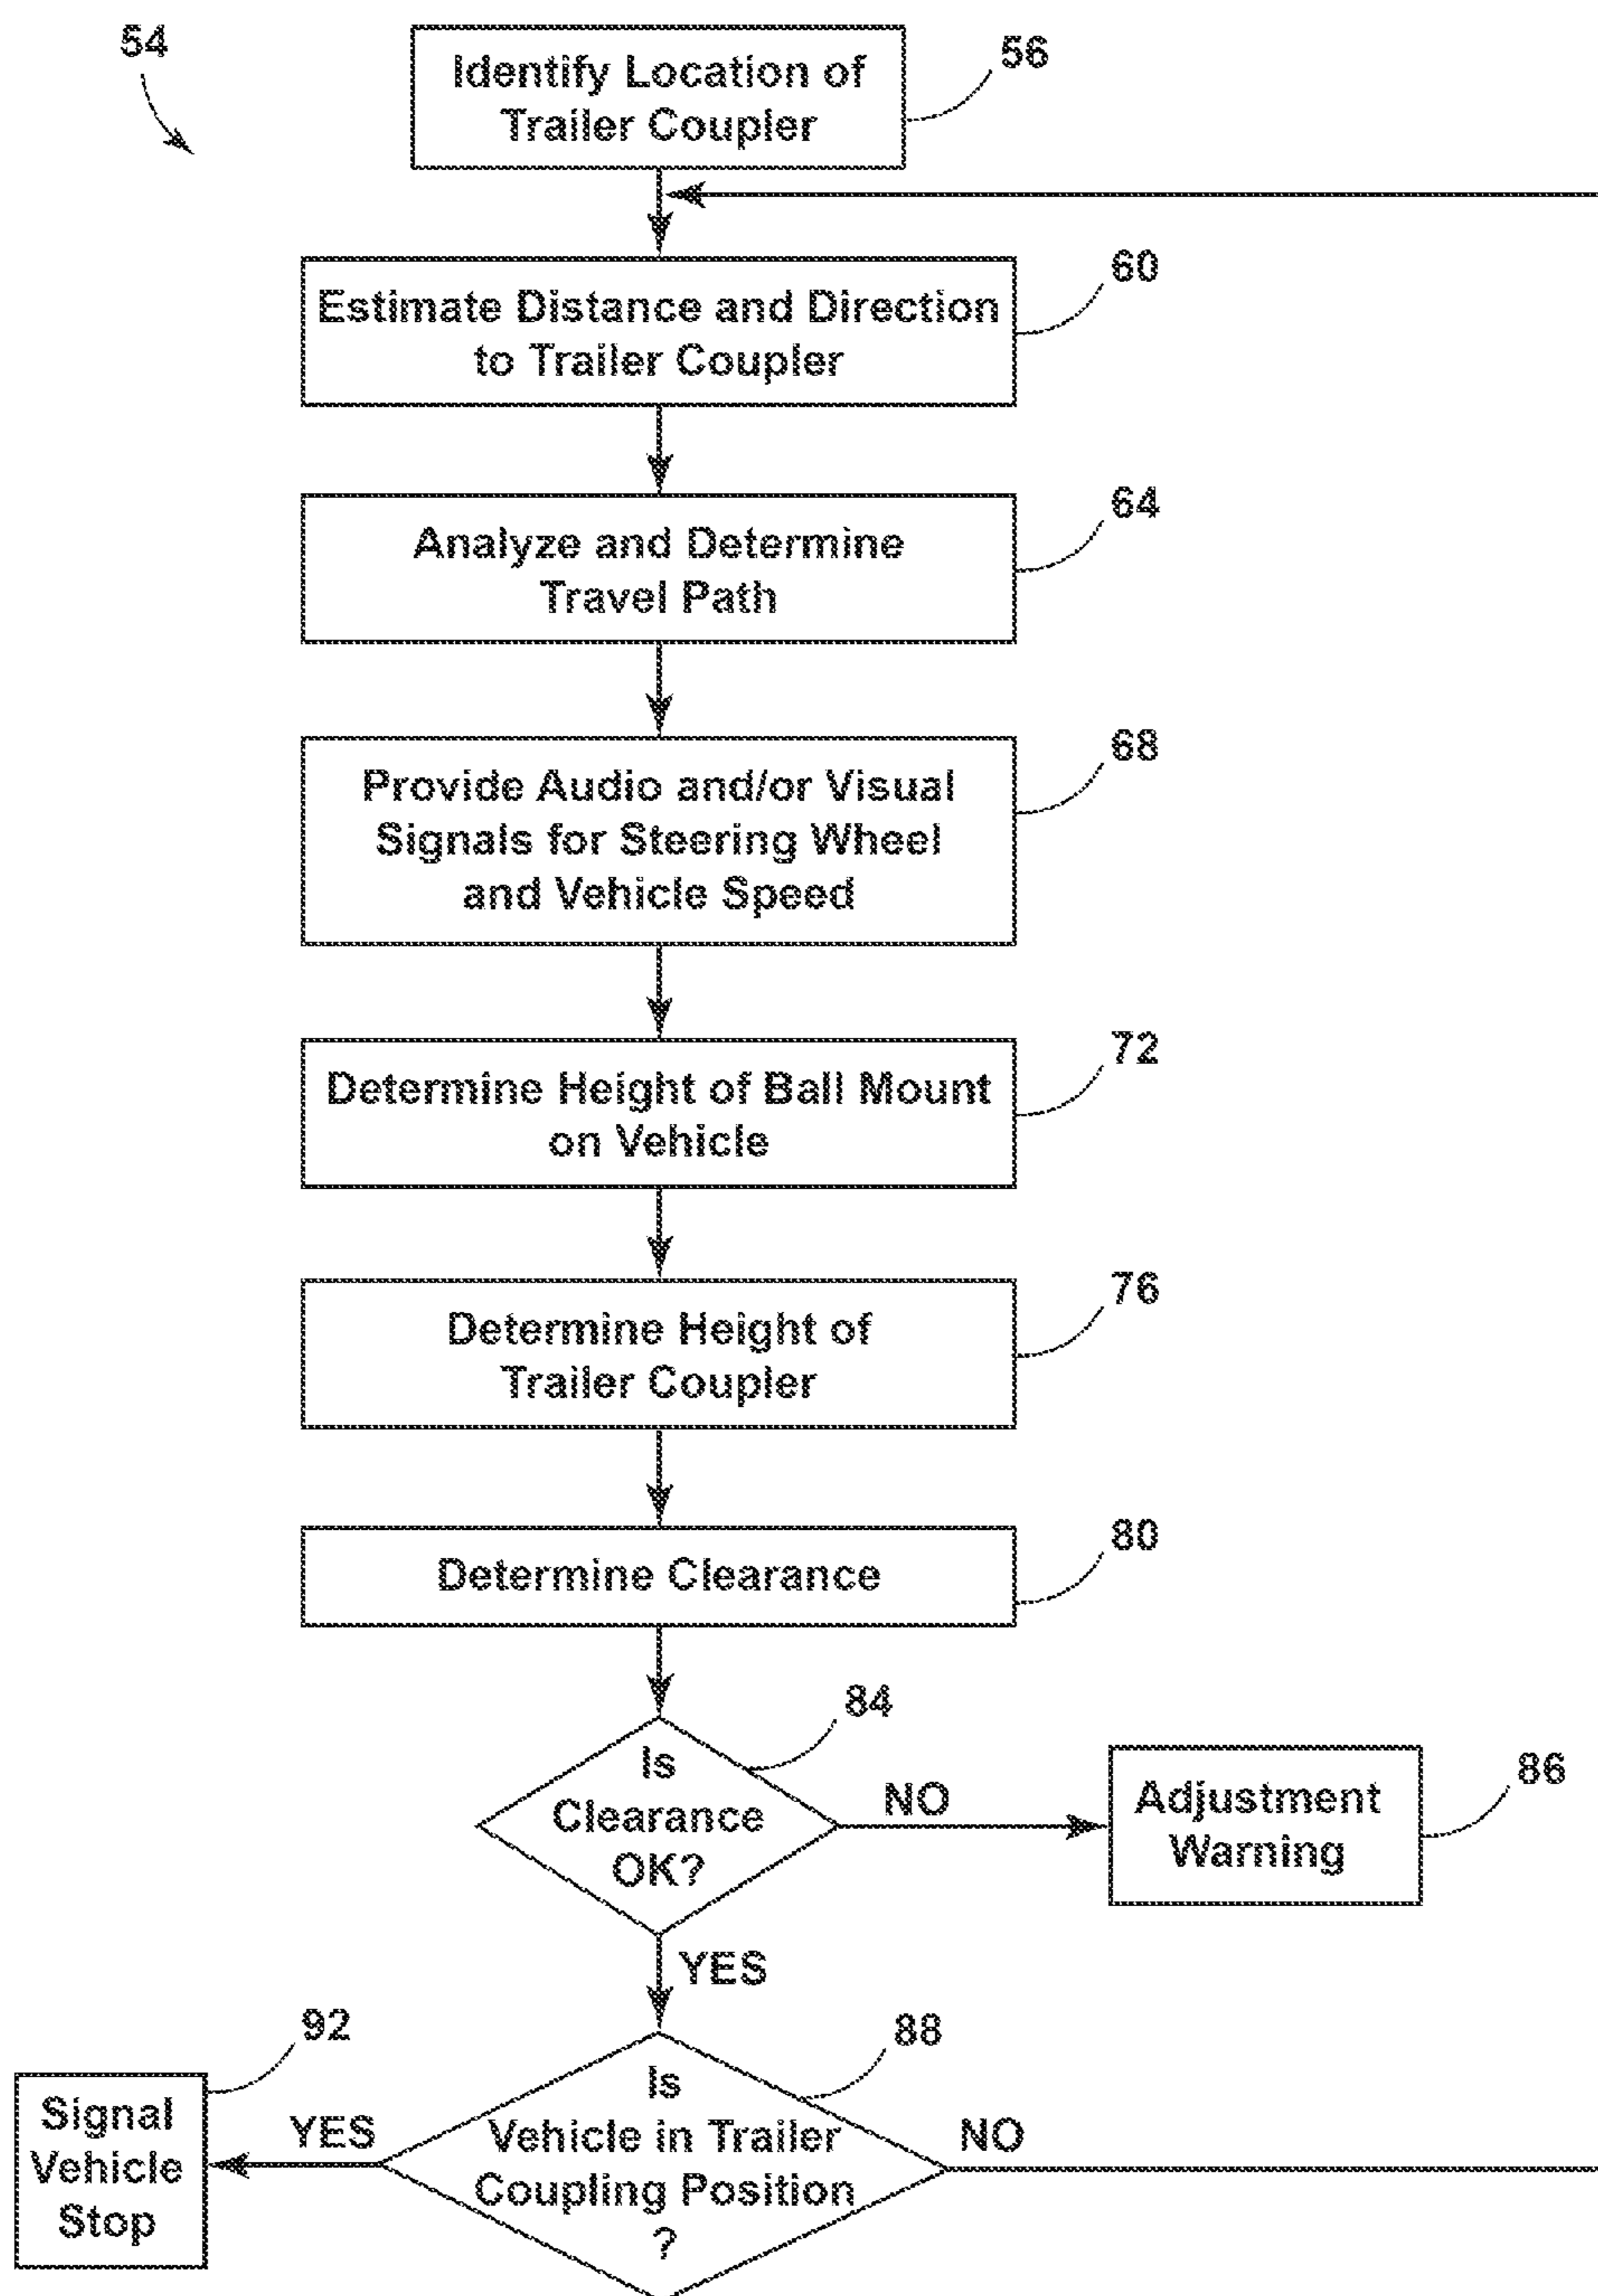 54
Identify Location of
Trailer Coupler
56
Estimate Distance and Direction
to Trailer Coupler
60
Analyze and Determine
Travel Path
64
Provide Audio and/or Visual
Signals for Steering Wheel
and Vehicle Speed
68
Determine Height of Ball Mount
on Vehicle
72
Determine Height of
Trailer Coupler
76
Determine Clearance
80
Is
Clearance
OK?
84
NO
Adjustment
Warning
86
YES
Is
Vehicle in Trailer
Coupling Position
?
88
NO
YES
Signal
Vehicle
Stop
92